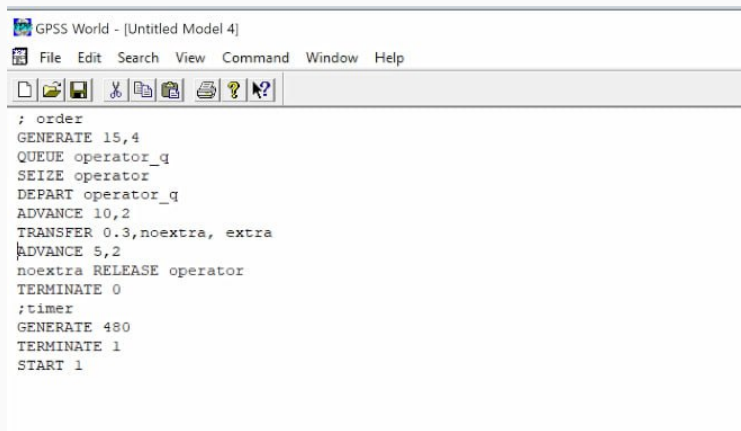 GPSS World - [Untitled Model 4]
File Edit Search View Command Window Help
; order
GENERATE 15,4
QUEUE operator_q
SEIZE operator
DEPART operator_q
ADVANCE 10,2
TRANSFER 0.3,noextra, extra
ADVANCE 5,2
noextra RELEASE operator
TERMINATE 0
;timer
GENERATE 480
TERMINATE 1
START 1